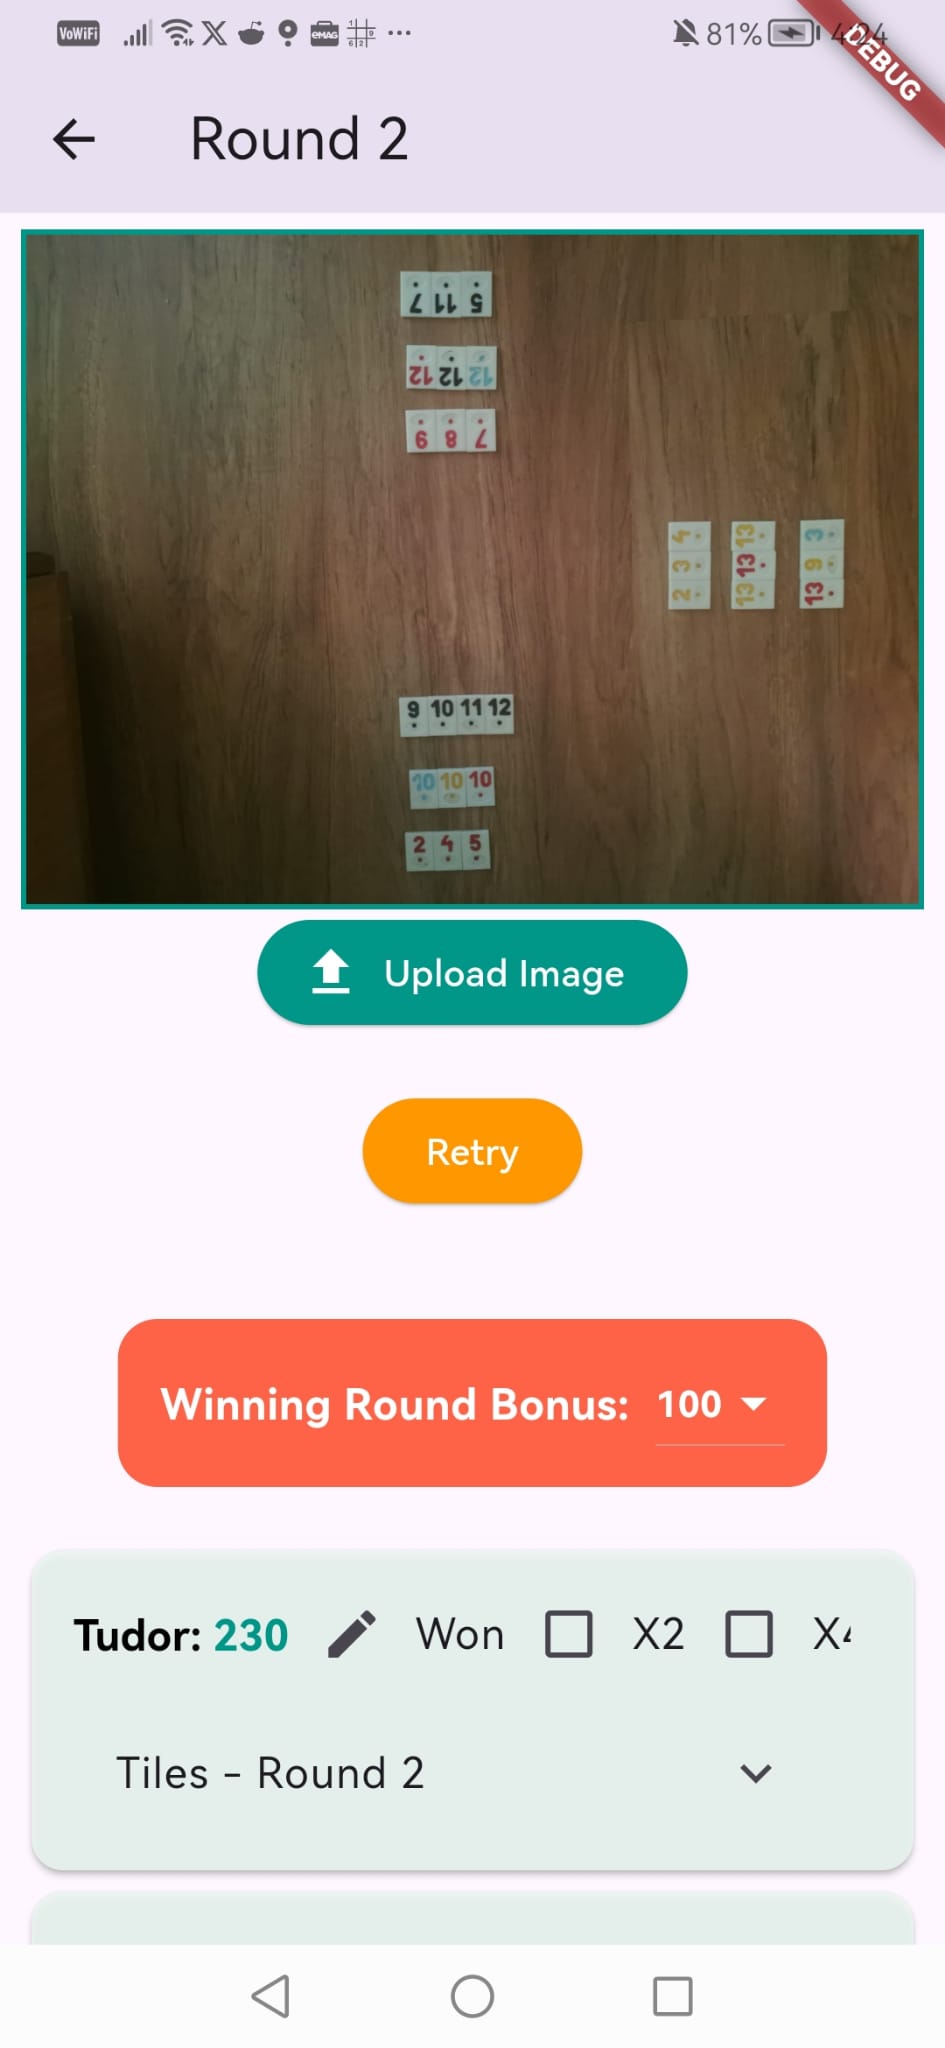 VoWiFi eMAG 81% 4:24
DEBUG
Round 2
7 11 5
12 12 12
9 8 7
4 13 3
3 13 9
2 13 13
9 10 11 12
10 10 10
2 4 5
Upload Image
Retry
Winning Round Bonus: 100
Tudor: 230 Won X2
Tiles - Round 2